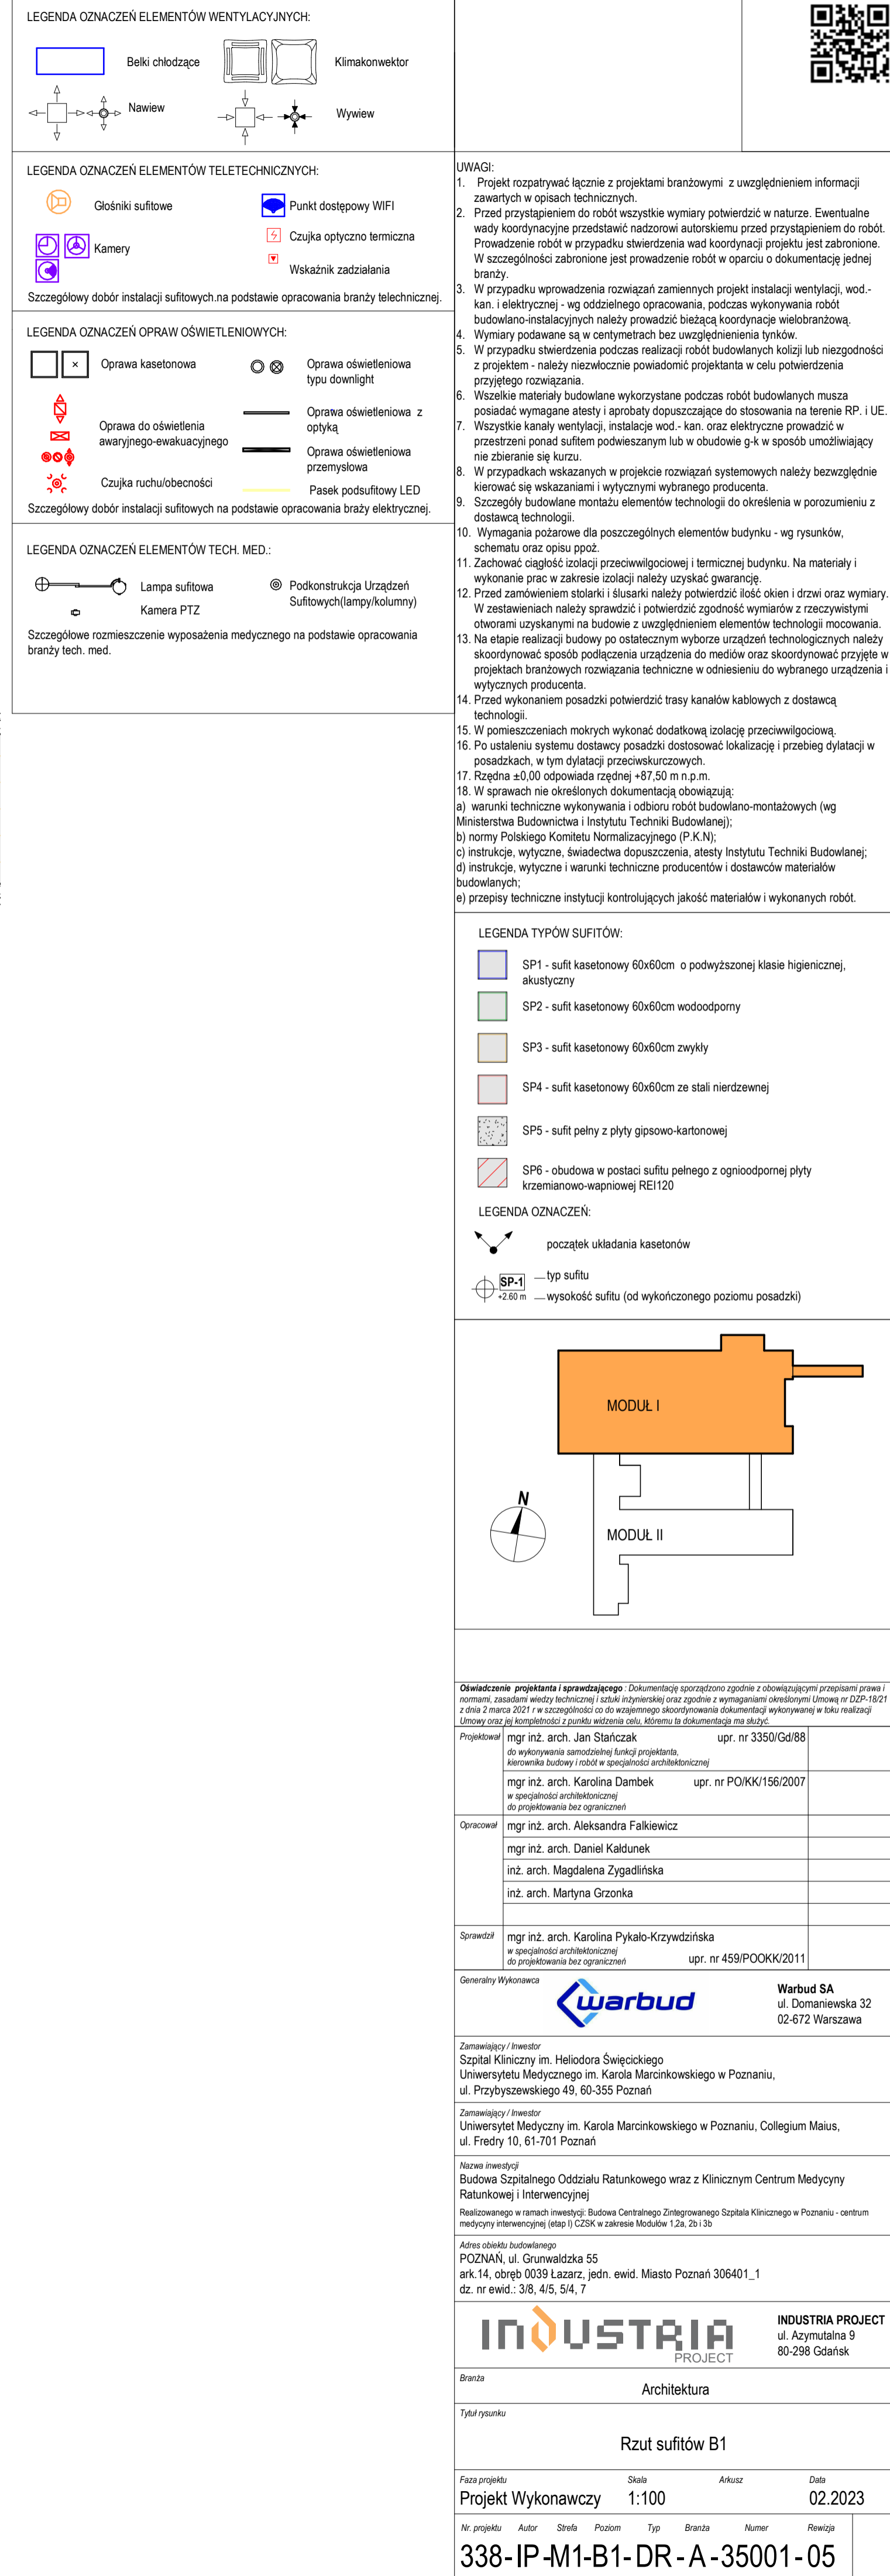 LEGENDA OZNACZEŃ ELEMENTÓW WENTYLACYJNYCH:
Belki chłodzące
Klimakonwektor
Nawiew
Wywiew
LEGENDA OZNACZEŃ ELEMENTÓW TELETECHNICZNYCH:
Głośniki sufitowe
Punkt dostępowy WIFI
Kamery
Czujka optyczno termiczna
Wskaźnik zadziałania
Szczegółowy dobór instalacji sufitowych.na podstawie opracowania branży telechnicznej.
LEGENDA OZNACZEŃ OPRAW OŚWIETLENIOWYCH:
Oprawa kasetonowa
Oprawa oświetleniowa
typu downlight
Oprawa do oświetlenia
awaryjnego-ewakuacyjnego
Oprawa oświetleniowa z
optyką
Oprawa oświetleniowa
przemysłowa
Czujka ruchu/obecności
Pasek podsufitowy LED
Szczegółowy dobór instalacji sufitowych na podstawie opracowania braży elektrycznej.
LEGENDA OZNACZEŃ ELEMENTÓW TECH. MED.:
Lampa sufitowa
Podkonstrukcja Urządzeń
Sufitowych(lampy/kolumny)
Kamera PTZ
Szczegółowe rozmieszczenie wyposażenia medycznego na podstawie opracowania
branży tech. med.
UWAGI:
1. Projekt rozpatrywać łącznie z projektami branżowymi z uwzględnieniem informacji
zawartych w opisach technicznych.
2. Przed przystąpieniem do robót wszystkie wymiary potwierdzić w naturze. Ewentualne
wady koordynacyjne przedstawić nadzorowi autorskiemu przed przystąpieniem do robót.
Prowadzenie robót w przypadku stwierdzenia wad koordynacji projektu jest zabronione.
W szczególności zabronione jest prowadzenie robót w oparciu o dokumentację jednej
branży.
3. W przypadku wprowadzenia rozwiązań zamiennych projekt instalacji wentylacji, wod.-
kan. i elektrycznej - wg oddzielnego opracowania, podczas wykonywania robót
budowlano-instalacyjnych należy prowadzić bieżącą koordynacje wielobranżową.
4. Wymiary podawane są w centymetrach bez uwzględnienienia tynków.
5. W przypadku stwierdzenia podczas realizacji robót budowlanych kolizji lub niezgodności
z projektem - należy niezwłocznie powiadomić projektanta w celu potwierdzenia
przyjętego rozwiązania.
6. Wszelkie materiały budowlane wykorzystane podczas robót budowlanych musza
posiadać wymagane atesty i aprobaty dopuszczające do stosowania na terenie RP. i UE.
7. Wszystkie kanały wentylacji, instalacje wod.- kan. oraz elektryczne prowadzić w
przestrzeni ponad sufitem podwieszanym lub w obudowie g-k w sposób umożliwiający
nie zbieranie się kurzu.
8. W przypadkach wskazanych w projekcie rozwiązań systemowych należy bezwzględnie
kierować się wskazaniami i wytycznymi wybranego producenta.
9. Szczegóły budowlane montażu elementów technologii do określenia w porozumieniu z
dostawcą technologii.
10. Wymagania pożarowe dla poszczególnych elementów budynku - wg rysunków,
schematu oraz opisu ppoż.
11. Zachować ciągłość izolacji przeciwwilgociowej i termicznej budynku. Na materiały i
wykonanie prac w zakresie izolacji należy uzyskać gwarancję.
12. Przed zamówieniem stolarki i ślusarki należy potwierdzić ilość okien i drzwi oraz wymiary.
W zestawieniach należy sprawdzić i potwierdzić zgodność wymiarów z rzeczywistymi
otworami uzyskanymi na budowie z uwzględnieniem elementów technologii mocowania.
13. Na etapie realizacji budowy po ostatecznym wyborze urządzeń technologicznych należy
skoordynować sposób podłączenia urządzenia do mediów oraz skoordynować przyjęte w
projektach branżowych rozwiązania techniczne w odniesieniu do wybranego urządzenia i
wytycznych producenta.
14. Przed wykonaniem posadzki potwierdzić trasy kanałów kablowych z dostawcą
technologii.
15. W pomieszczeniach mokrych wykonać dodatkową izolację przeciwwilgociową.
16. Po ustaleniu systemu dostawcy posadzki dostosować lokalizację i przebieg dylatacji w
posadzkach, w tym dylatacji przeciwskurczowych.
17. Rzędna ±0,00 odpowiada rzędnej +87,50 m n.p.m.
18. W sprawach nie określonych dokumentacją obowiązują:
a) warunki techniczne wykonywania i odbioru robót budowlano-montażowych (wg
Ministerstwa Budownictwa i Instytutu Techniki Budowlanej);
b) normy Polskiego Komitetu Normalizacyjnego (P.K.N);
c) instrukcje, wytyczne, świadectwa dopuszczenia, atesty Instytutu Techniki Budowlanej;
d) instrukcje, wytyczne i warunki techniczne producentów i dostawców materiałów
budowlanych;
e) przepisy techniczne instytucji kontrolujących jakość materiałów i wykonanych robót.
LEGENDA TYPÓW SUFITÓW:
SP1 - sufit kasetonowy 60x60cm o podwyższonej klasie higienicznej,
akustyczny
SP2 - sufit kasetonowy 60x60cm wodoodporny
SP3 - sufit kasetonowy 60x60cm zwykły
SP4 - sufit kasetonowy 60x60cm ze stali nierdzewnej
SP5 - sufit pełny z płyty gipsowo-kartonowej
SP6 - obudowa w postaci sufitu pełnego z ognioodpornej płyty
krzemianowo-wapniowej REI120
LEGENDA OZNACZEŃ:
początek układania kasetonów
SP-1
typ sufitu
+2.60 m
wysokość sufitu (od wykończonego poziomu posadzki)
MODUŁ I
N
MODUŁ II
Oświadczenie projektanta i sprawdzającego : Dokumentację sporządzono zgodnie z obowiązującymi przepisami prawa i
normami, zasadami wiedzy technicznej i sztuki inżynierskiej oraz zgodnie z wymaganiami określonymi Umową nr DZP-18/21
z dnia 2 marca 2021 r w szczególności co do wzajemnego skoordynowania dokumentacji wykonywanej w toku realizacji
Umowy oraz jej kompletności z punktu widzenia celu, któremu ta dokumentacja ma służyć.
Projektował mgr inż. arch. Jan Stańczak upr. nr 3350/Gd/88
do wykonywania samodzielnej funkcji projektanta,
kierownika budowy i robót w specjalności architektonicznej
mgr inż. arch. Karolina Dambek upr. nr PO/KK/156/2007
w specjalności architektonicznej
do projektowania bez ograniczeń
Opracował mgr inż. arch. Aleksandra Falkiewicz
mgr inż. arch. Daniel Kałdunek
inż. arch. Magdalena Zygadlińska
inż. arch. Martyna Grzonka
Sprawdził mgr inż. arch. Karolina Pykało-Krzywdzińska
w specjalności architektonicznej
do projektowania bez ograniczeń upr. nr 459/POOKK/2011
Generalny Wykonawca
warbud
Warbud SA
ul. Domaniewska 32
02-672 Warszawa
Zamawiający / Inwestor
Szpital Kliniczny im. Heliodora Święcickiego
Uniwersytetu Medycznego im. Karola Marcinkowskiego w Poznaniu,
ul. Przybyszewskiego 49, 60-355 Poznań
Zamawiający / Inwestor
Uniwersytet Medyczny im. Karola Marcinkowskiego w Poznaniu, Collegium Maius,
ul. Fredry 10, 61-701 Poznań
Nazwa inwestycji
Budowa Szpitalnego Oddziału Ratunkowego wraz z Klinicznym Centrum Medycyny
Ratunkowej i Interwencyjnej
Realizowanego w ramach inwestycji: Budowa Centralnego Zintegrowanego Szpitala Klinicznego w Poznaniu - centrum
medycyny interwencyjnej (etap I) CZSK w zakresie Modułów 1,2a, 2b i 3b
Adres obiektu budowlanego
POZNAŃ, ul. Grunwaldzka 55
ark.14, obręb 0039 Łazarz, jedn. ewid. Miasto Poznań 306401_1
dz. nr ewid.: 3/8, 4/5, 5/4, 7
INDUSTRIA
PROJECT
INDUSTRIA PROJECT
ul. Azymutalna 9
80-298 Gdańsk
Branża
Architektura
Tytuł rysunku
Rzut sufitów B1
Faza projektu Skala Arkusz Data
Projekt Wykonawczy 1:100 02.2023
Nr. projektu Autor Strefa Poziom Typ Branża Numer Rewizja
338-IP-M1-B1-DR-A-35001-05